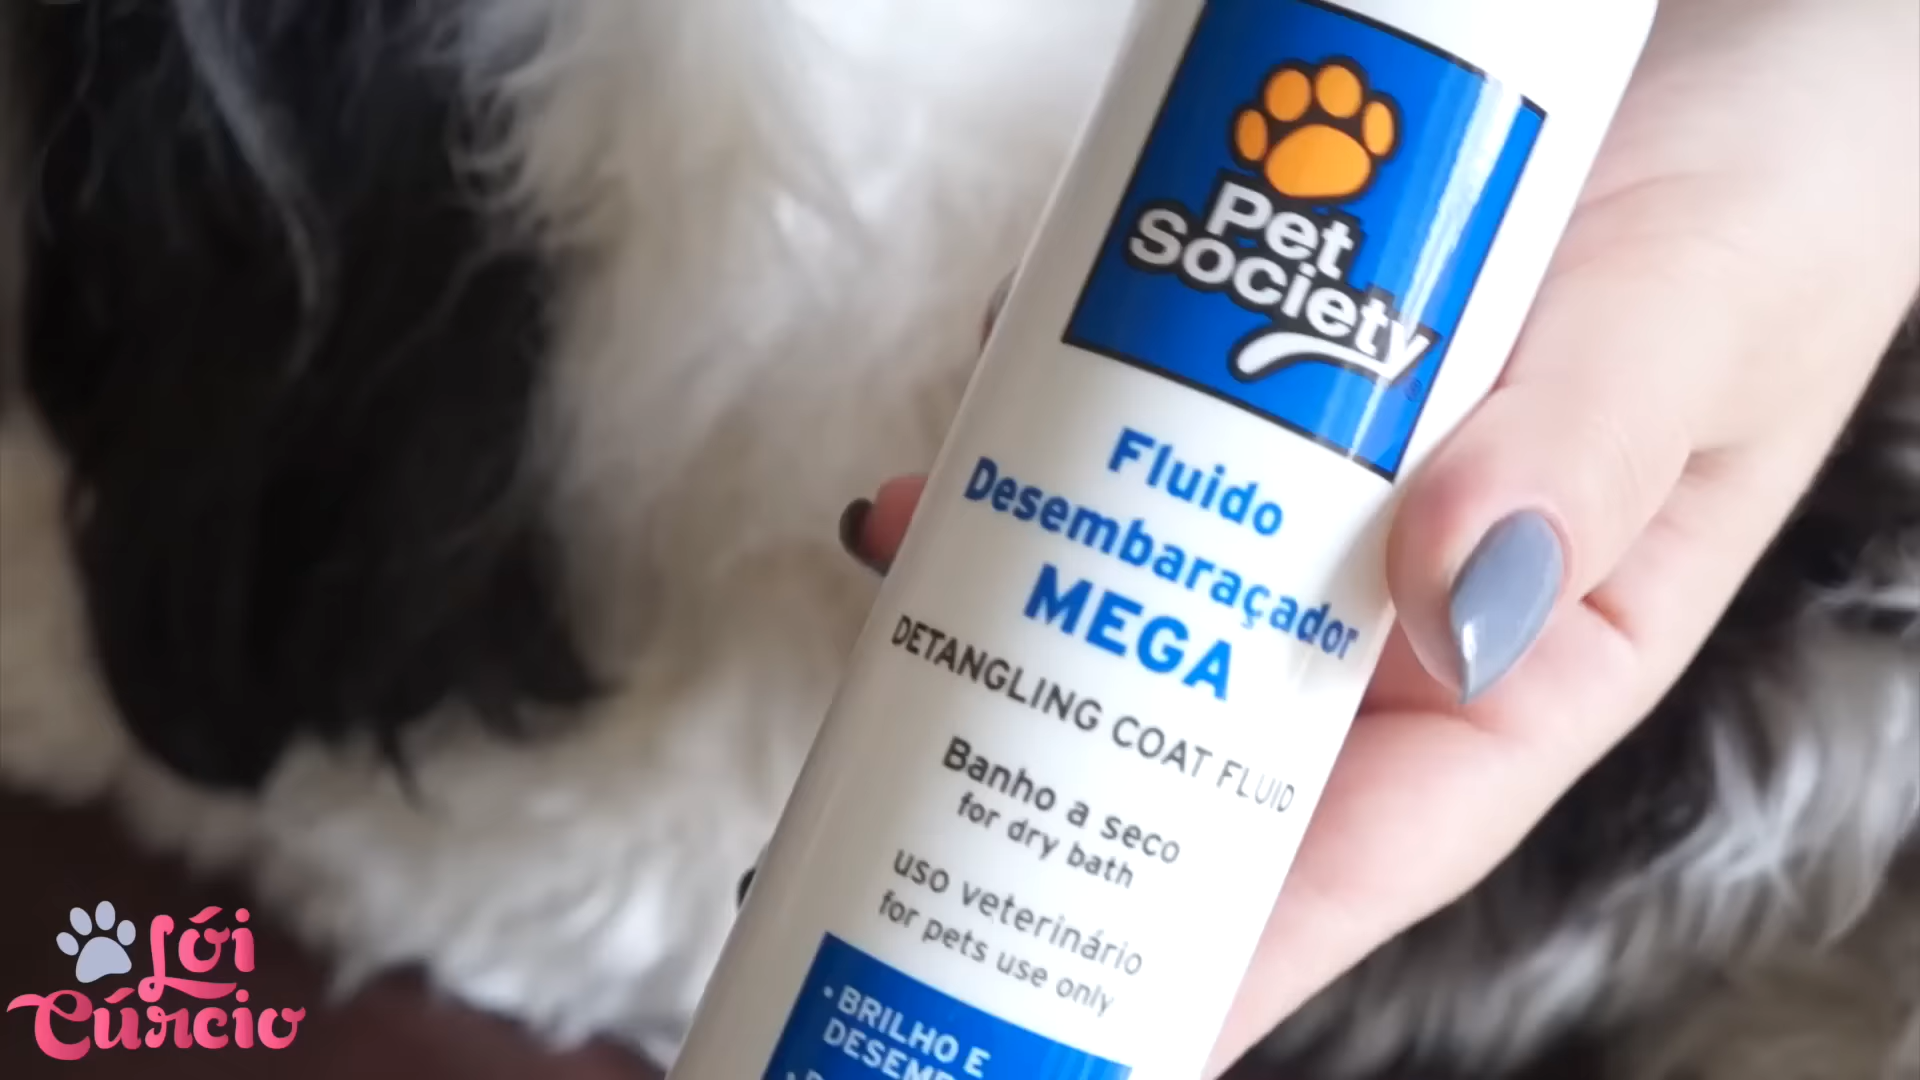 Pet
Society
®
Fluido
Desembaraçador
MEGA
DETANGLING COAT FLUID
Banho a seco
for dry bath
uso veterinário
for pets use only
• BRILHO E
Lói
Cúrcio